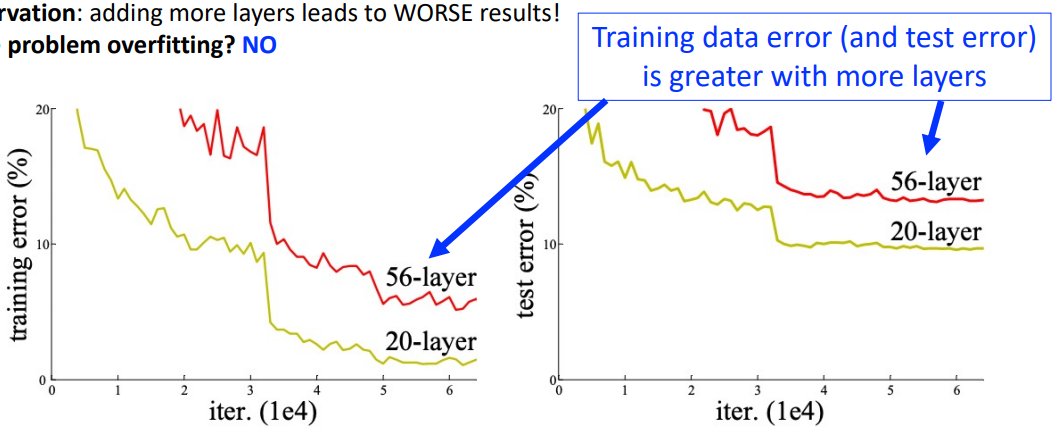 rvation: adding more layers leads to WORSE results!
problem overfitting? NO
Training data error (and test error)
is greater with more layers
20
10
0
training error (%)
56-layer
20-layer
0 1 2 3 4 5 6
iter. (1e4)
20
10
0
test error (%)
56-layer
20-layer
0 1 2 3 4 5 6
iter. (1e4)